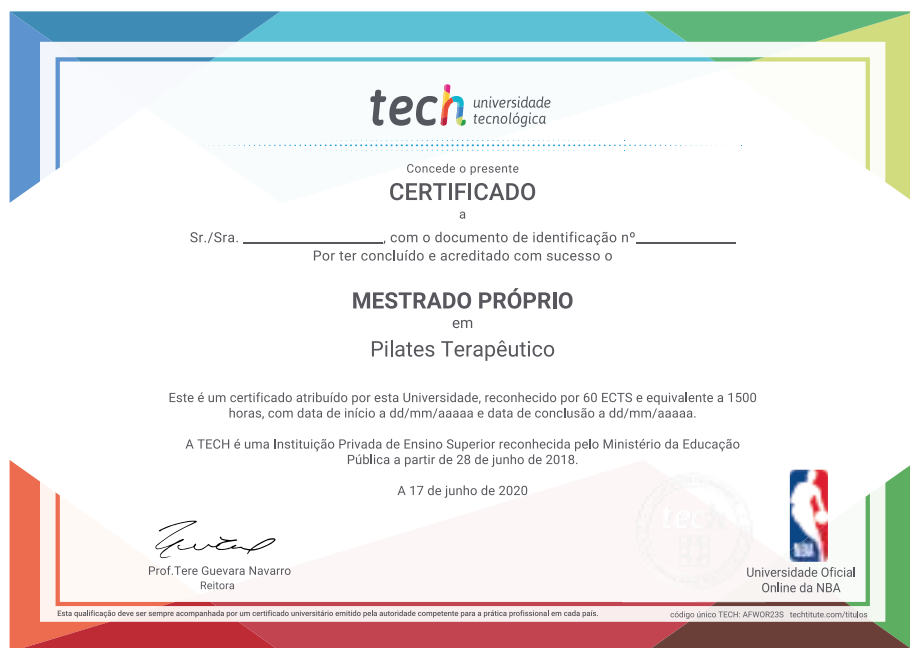 tech universidade
tecnológica
Concede o presente
CERTIFICADO
a
Sr./Sra. ______________, com o documento de identificação nº__________
Por ter concluído e acreditado com sucesso o
MESTRADO PRÓPRIO
em
Pilates Terapêutico
Este é um certificado atribuído por esta Universidade, reconhecido por 60 ECTS e equivalente a 1500
horas, com data de início a dd/mm/aaaaa e data de conclusão a dd/mm/aaaaa.
A TECH é uma Instituição Privada de Ensino Superior reconhecida pelo Ministério da Educação
Pública a partir de 28 de junho de 2018.
A 17 de junho de 2020
tech
NBA
Prof.Tere Guevara Navarro
Reitora
Universidade Oficial
Online da NBA
Esta qualificação deve ser sempre acompanhada por um certificado universitário emitido pela autoridade competente para a prática profissional em cada país.
código único TECH: AFWOR23S techtitute.com/titulos